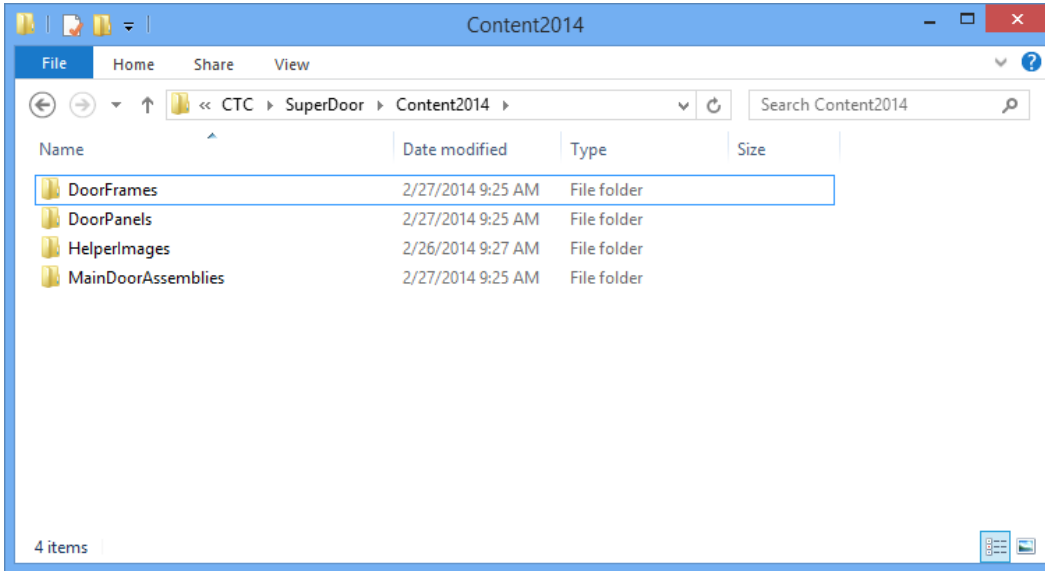 Content2014
File Home Share View
« CTC SuperDoor Content2014 Search Content2014
Name Date modified Type Size
DoorFrames 2/27/2014 9:25 AM File folder
DoorPanels 2/27/2014 9:25 AM File folder
HelperImages 2/26/2014 9:27 AM File folder
MainDoorAssemblies 2/27/2014 9:25 AM File folder
4 items